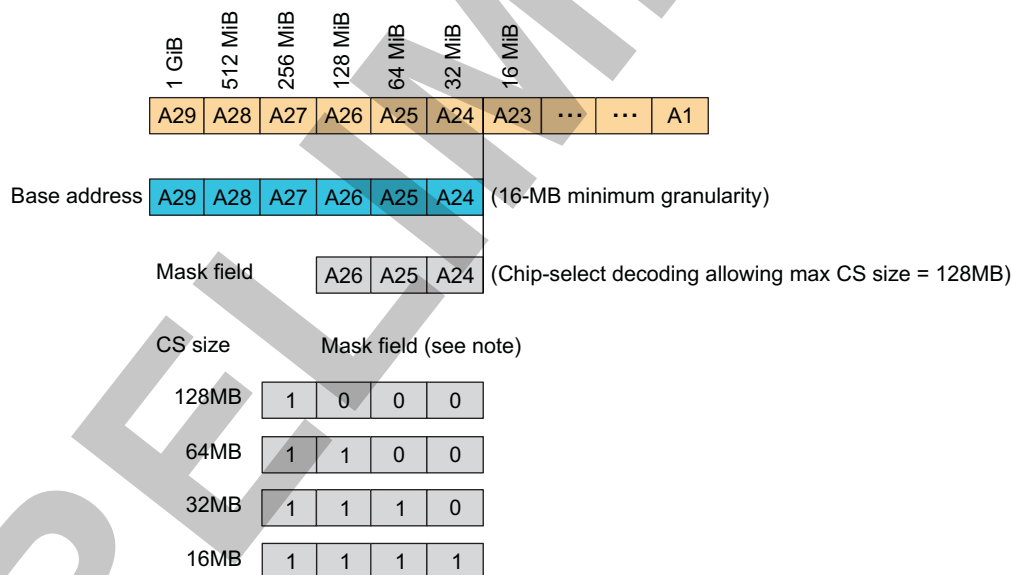 1 GiB 512 MiB 256 MiB 128 MiB 64 MiB 32 MiB 16 MiB
A29 A28 A27 A26 A25 A24 A23 ... ... A1
Base address A29 A28 A27 A26 A25 A24 (16-MB minimum granularity)
Mask field A26 A25 A24 (Chip-select decoding allowing max CS size = 128MB)
CS size Mask field (see note)
128MB 1 0 0 0
64MB 1 1 0 0
32MB 1 1 1 0
16MB 1 1 1 1